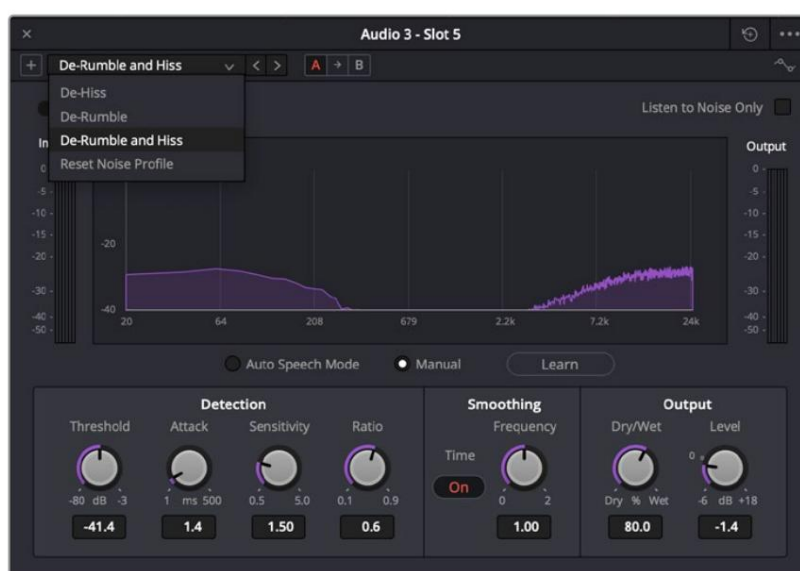 Audio 3 - Slot 5
De-Rumble and Hiss
A B
De-Hiss
De-Rumble
De-Rumble and Hiss
Reset Noise Profile
Listen to Noise Only
In
Output
0
-5
-10
-15
-20
-30
-40
-50
-20
-40
0
-5
-10
-15
-20
-30
-40
-50
20 64 208 679 2.2k 7.2k 24k
Auto Speech Mode Manual Learn
Detection Smoothing Output
Threshold Attack Sensitivity Ratio Frequency Dry/Wet Level
Time
On
0
-80 dB -3 1 ms 500 0.5 5.0 0.1 0.9 0 2 Dry % Wet -6 dB +18
-41.4 1.4 1.50 0.6 1.00 80.0 -1.4